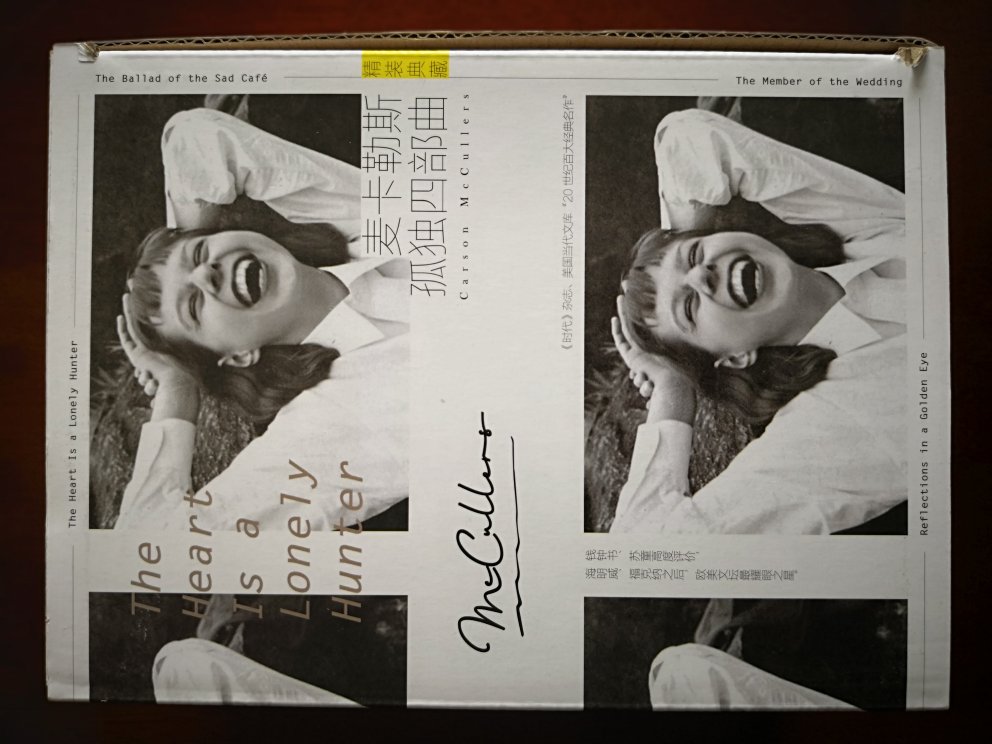 The Ballad of the Sad Café
精装典藏
The Member of the Wedding
麦卡勒斯
孤独四部曲
Carson McCullers
《时代》杂志、美国当代文库“20世纪百大经典名作”
The Heart Is a Lonely Hunter
The
Heart
Is a
Lonely
Hunter
McCullers
钱钟书、苏童高度评价,
海明威、福克纳之后,欧美文坛最耀眼之星。
Reflections in a Golden Eye